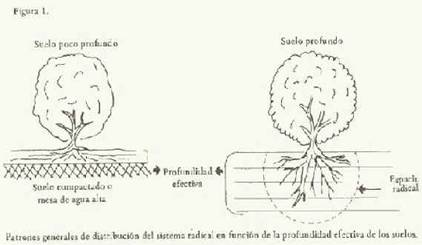 Figura 1.
Suelo poco profundo
Suelo profundo
Profundidad
efectiva
Suelo compactado o
mesa de agua alta
radical
Patrones generales de distribución del sistema radical en función de la profundidad efectiva de los suelos.